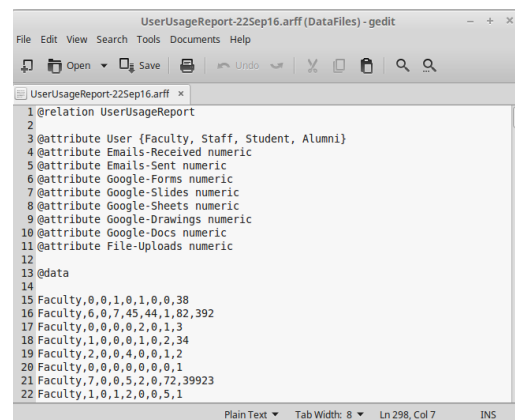 UserUsageReport-22Sep16.arff (DataFiles) - gedit
File Edit View Search Tools Documents Help
Open Save Undo
UserUsageReport-22Sep16.arff ×
1 @relation UserUsageReport
2
3 @attribute User {Faculty, Staff, Student, Alumni}
4 @attribute Emails-Received numeric
5 @attribute Emails-Sent numeric
6 @attribute Google-Forms numeric
7 @attribute Google-Slides numeric
8 @attribute Google-Sheets numeric
9 @attribute Google-Drawings numeric
10 @attribute Google-Docs numeric
11 @attribute File-Uploads numeric
12
13 @data
14
15 Faculty,0,0,1,0,1,0,0,38
16 Faculty,6,0,7,45,44,1,82,392
17 Faculty,0,0,0,0,2,0,1,3
18 Faculty,1,0,0,0,1,0,2,34
19 Faculty,2,0,0,4,0,0,1,2
20 Faculty,0,0,0,0,0,0,0,1
21 Faculty,7,0,0,5,2,0,72,39923
22 Faculty,1,0,1,2,0,0,5,1
Plain Text Tab Width: 8 Ln 298, Col 7 INS